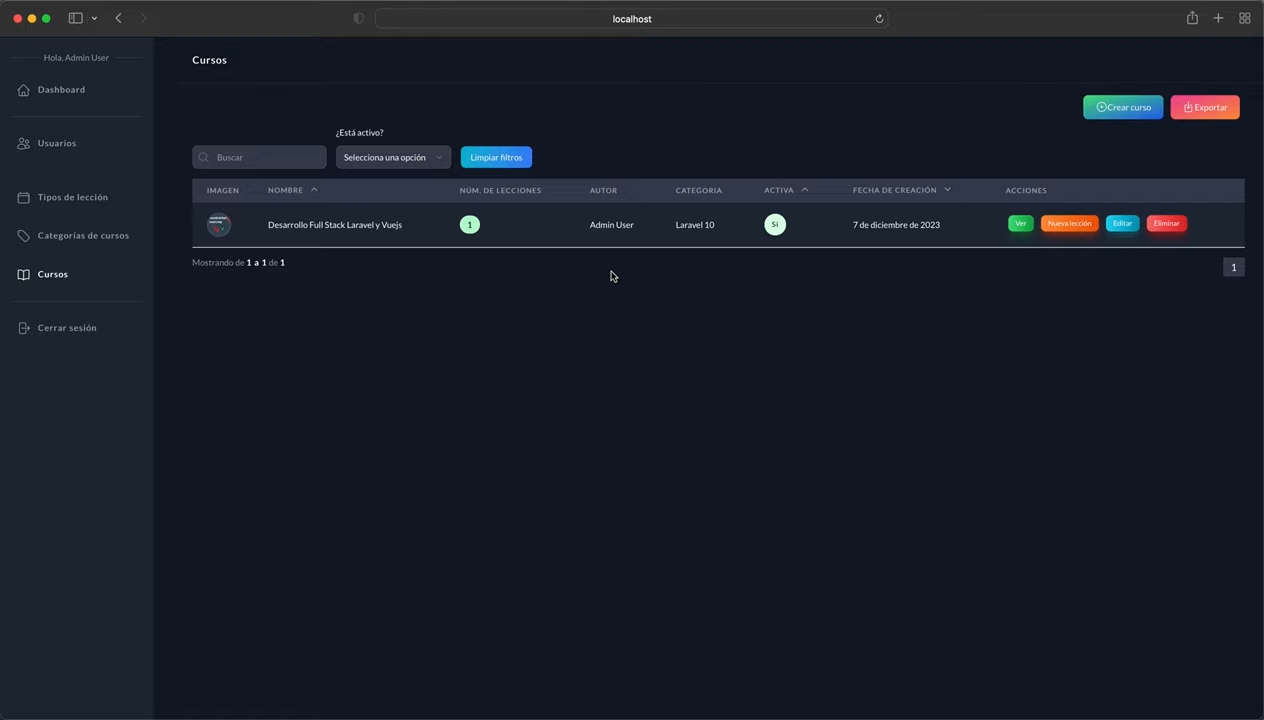 localhost
Hola, Admin User
Dashboard
Usuarios
Tipos de lección
Categorías de cursos
Cursos
Cerrar sesión
Cursos
Crear curso
Exportar
¿Está activo?
Buscar
Selecciona una opción
Limpiar filtros
IMAGEN NOMBRE NÚM. DE LECCIONES AUTOR CATEGORIA ACTIVA FECHA DE CREACIÓN ACCIONES
Desarrollo Full Stack Laravel y Vuejs 1 Admin User Laravel 10 Si 7 de diciembre de 2023 Ver Nueva lección Editar Eliminar
Mostrando de 1 a 1 de 1
1